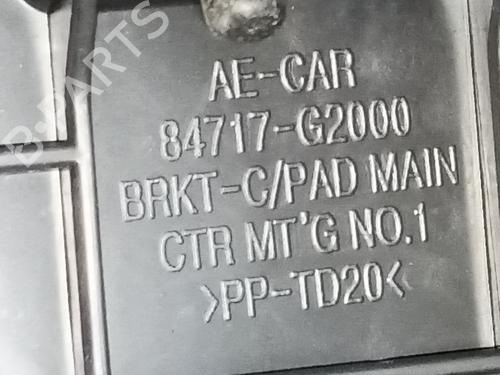 B-PARTS
AE-CAR
84717-G2000
BRKT-C/PAD MAIN
CTR MT'G NO.1
>PP-TD20<